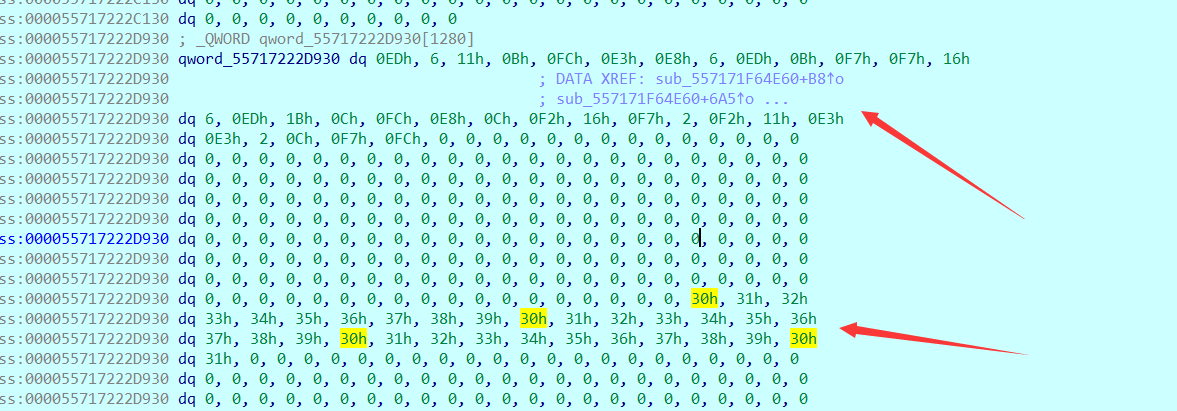 ss:000055717222C130 dq 0, 0, 0, 0, 0, 0, 0, 0, 0, 0
ss:000055717222D930 ; _QWORD qword_55717222D930[1280]
ss:000055717222D930 qword_55717222D930 dq 0EDh, 6, 11h, 0Bh, 0FCh, 0E3h, 0E8h, 6, 0EDh, 0Bh, 0F7h, 0F7h, 16h
ss:000055717222D930 ; DATA XREF: sub_557171F64E60+B8↑o
ss:000055717222D930 ; sub_557171F64E60+6A5↑o ...
ss:000055717222D930 dq 6, 0EDh, 1Bh, 0Ch, 0FCh, 0E8h, 0Ch, 0F2h, 16h, 0F7h, 2, 0F2h, 11h, 0E3h
ss:000055717222D930 dq 0E3h, 2, 0Ch, 0F7h, 0FCh, 0, 0, 0, 0, 0, 0, 0, 0, 0, 0, 0, 0, 0, 0
ss:000055717222D930 dq 0, 0, 0, 0, 0, 0, 0, 0, 0, 0, 0, 0, 0, 0, 0, 0, 0, 0, 0, 0, 0, 0, 0
ss:000055717222D930 dq 0, 0, 0, 0, 0, 0, 0, 0, 0, 0, 0, 0, 0, 0, 0, 0, 0, 0, 0, 0, 0, 0, 0
ss:000055717222D930 dq 0, 0, 0, 0, 0, 0, 0, 0, 0, 0, 0, 0, 0, 0, 0, 0, 0, 0, 0, 0, 0, 0, 0
ss:000055717222D930 dq 0, 0, 0, 0, 0, 0, 0, 0, 0, 0, 0, 0, 0, 0, 0, 0, 0, 0, 0, 0, 0, 0, 0
ss:000055717222D930 dq 0, 0, 0, 0, 0, 0, 0, 0, 0, 0, 0, 0, 0, 0, 0, 0, 0, 0, 0, 0, 0, 0, 0
ss:000055717222D930 dq 0, 0, 0, 0, 0, 0, 0, 0, 0, 0, 0, 0, 0, 0, 0, 0, 0, 0, 0, 0, 0, 0, 0
ss:000055717222D930 dq 0, 0, 0, 0, 0, 0, 0, 0, 0, 0, 0, 0, 0, 0, 0, 0, 0, 0, 0, 0, 0, 0, 0
ss:000055717222D930 dq 0, 0, 0, 0, 0, 0, 0, 0, 0, 0, 0, 0, 0, 0, 0, 0, 0, 0, 30h, 31h, 32h
ss:000055717222D930 dq 33h, 34h, 35h, 36h, 37h, 38h, 39h, 30h, 31h, 32h, 33h, 34h, 35h, 36h
ss:000055717222D930 dq 37h, 38h, 39h, 30h, 31h, 32h, 33h, 34h, 35h, 36h, 37h, 38h, 39h, 30h
ss:000055717222D930 dq 31h, 0, 0, 0, 0, 0, 0, 0, 0, 0, 0, 0, 0, 0, 0, 0, 0, 0, 0, 0, 0, 0
ss:000055717222D930 dq 0, 0, 0, 0, 0, 0, 0, 0, 0, 0, 0, 0, 0, 0, 0, 0, 0, 0, 0, 0, 0, 0, 0
ss:000055717222D930 dq 0, 0, 0, 0, 0, 0, 0, 0, 0, 0, 0, 0, 0, 0, 0, 0, 0, 0, 0, 0, 0, 0, 0